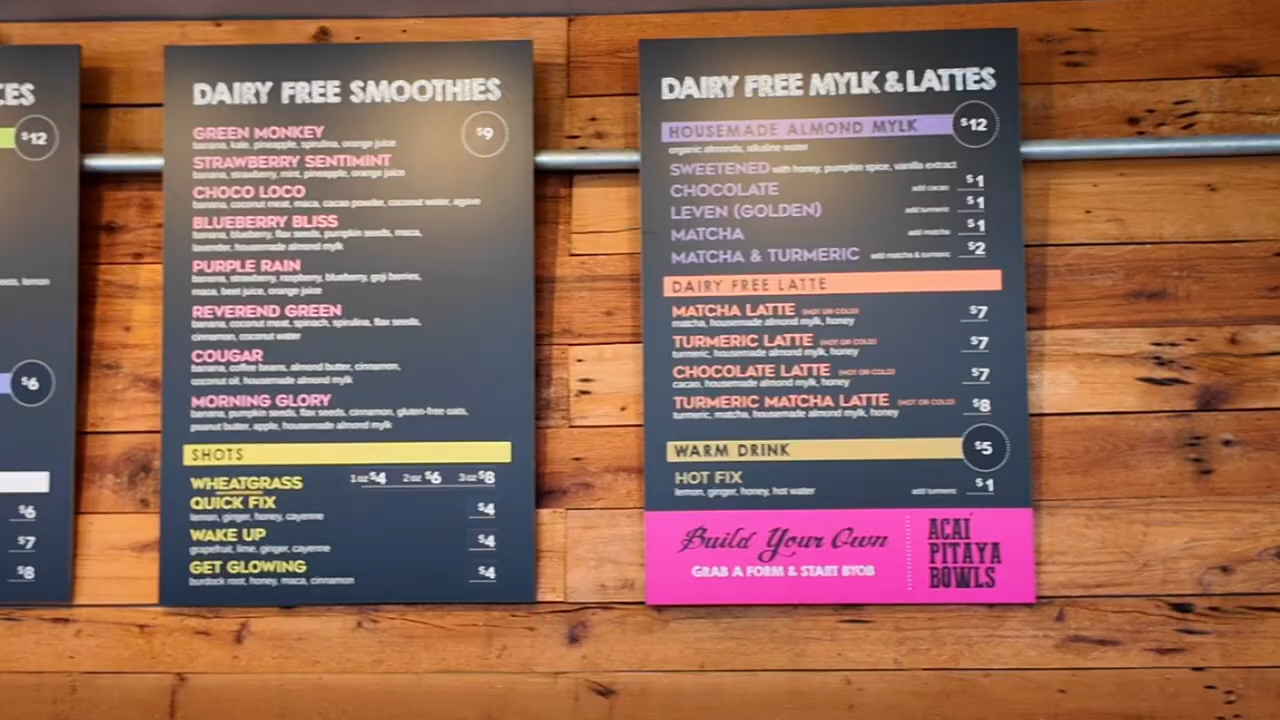 CES
$12
eets, lemon
$6
$6
$7
$8
DAIRY FREE SMOOTHIES
$9
GREEN MONKEY
banana, kale, pineapple, spirulina, orange juice
STRAWBERRY SENTIMINT
banana, strawberry, mint, pineapple, orange juice
CHOCO LOCO
banana, coconut meat, maca, cacao powder, coconut water, agave
BLUEBERRY BLISS
banana, blueberry, flax seeds, pumpkin seeds, maca,
lavender, housemade almond mylk
PURPLE RAIN
banana, strawberry, raspberry, blueberry, goji berries,
maca, beet juice, orange juice
REVEREND GREEN
banana, coconut meat, spinach, spirulina, flax seeds,
cinnamon, coconut water
COUGAR
banana, coffee beans, almond butter, cinnamon,
coconut oil, housemade almond mylk
MORNING GLORY
banana, pumpkin seeds, flax seeds, cinnamon, gluten-free oats,
peanut butter, apple, housemade almond mylk
SHOTS
WHEATGRASS 1oz $4 2oz $6 3oz $8
QUICK FIX
lemon, ginger, honey, cayenne $4
WAKE UP $4
grapefruit, lime, ginger, cayenne
GET GLOWING $4
burdock root, honey, maca, cinnamon
DAIRY FREE MYLK & LATTES
HOUSEMADE ALMOND MYLK $12
organic almonds, alkaline water
SWEETENED with honey, pumpkin spice, vanilla extract
CHOCOLATE add cacao $1
LEVEN (GOLDEN) add turmeric $1
MATCHA add matcha $1
MATCHA & TURMERIC add matcha & turmeric $2
DAIRY FREE LATTE
MATCHA LATTE (HOT OR COLD) $7
matcha, housemade almond mylk, honey
TURMERIC LATTE (HOT OR COLD) $7
turmeric, housemade almond mylk, honey
CHOCOLATE LATTE (HOT OR COLD) $7
cacao, housemade almond mylk, honey
TURMERIC MATCHA LATTE (HOT OR COLD) $8
turmeric, matcha, housemade almond mylk, honey
WARM DRINK $5
HOT FIX
lemon, ginger, honey, hot water add turmeric $1
Build Your Own
GRAB A FORM & START BYOB
ACAÍ
PITAYA
BOWLS